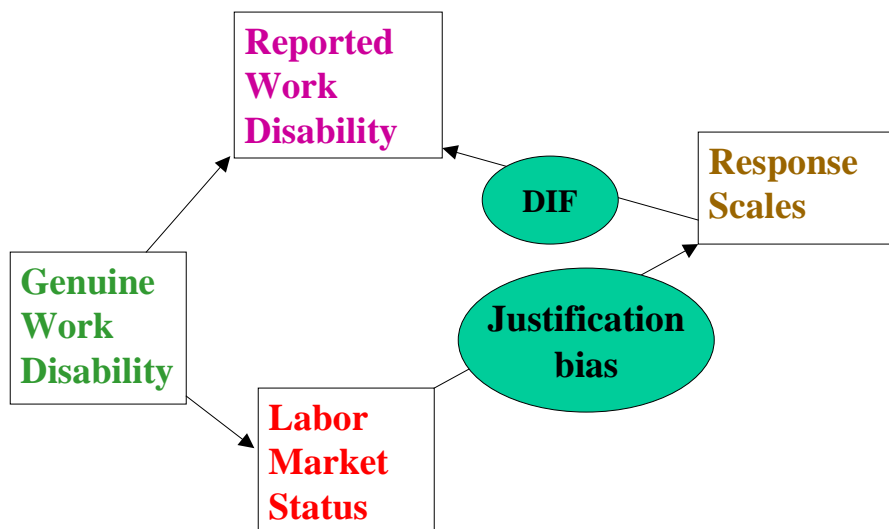 Reported
Work
Disability
DIF
Response
Scales
Genuine
Work
Disability
Justification
bias
Labor
Market
Status